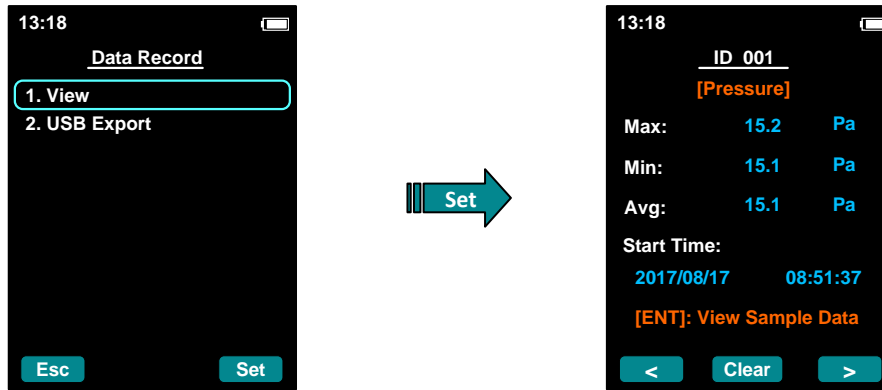 13:18
Data Record
1. View
2. USB Export
Esc Set
Set
13:18
ID 001
[Pressure]
Max: 15.2 Pa
Min: 15.1 Pa
Avg: 15.1 Pa
Start Time:
2017/08/17 08:51:37
[ENT]: View Sample Data
< Clear >